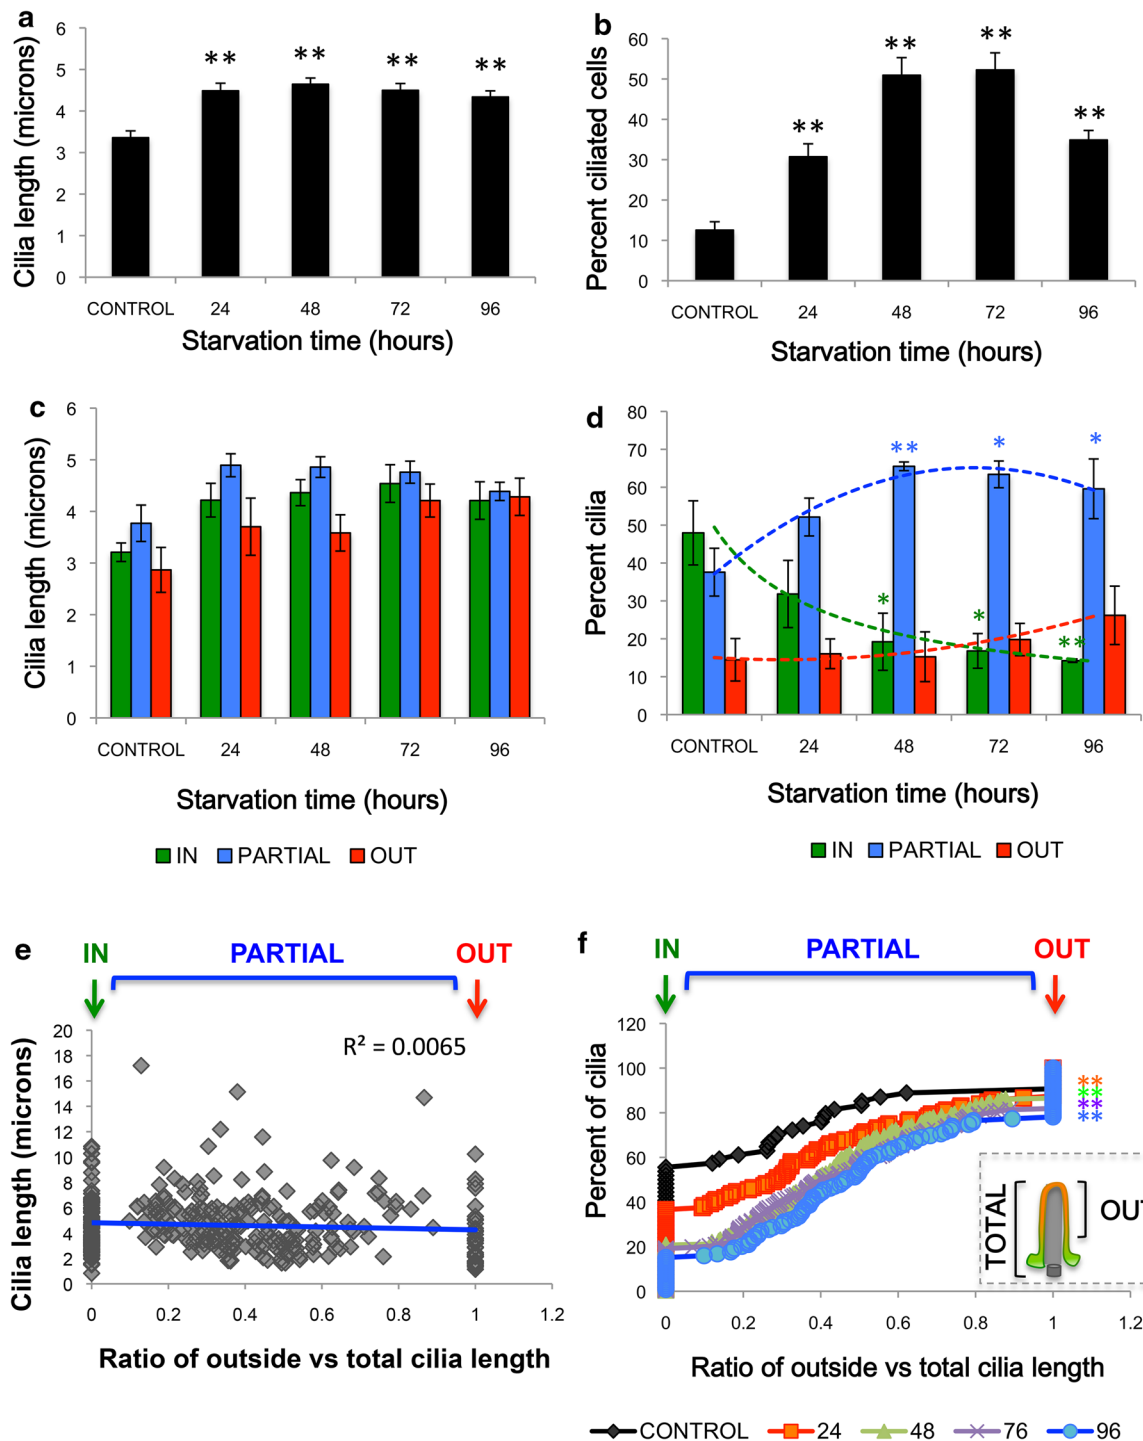 a
Cilia length (microns)
6
5
4
3
2
1
0
** ** ** **
CONTROL 24 48 72 96
Starvation time (hours)
b
Percent ciliated cells
60
50
40
30
20
10
0
** ** ** **
CONTROL 24 48 72 96
Starvation time (hours)
c
Cilia length (microns)
6
5
4
3
2
1
0
CONTROL 24 48 72 96
Starvation time (hours)
IN PARTIAL OUT
d
Percent cilia
80
70
60
50
40
30
20
10
0
** * *
* * **
CONTROL 24 48 72 96
Starvation time (hours)
IN PARTIAL OUT
e
IN PARTIAL OUT
R² = 0.0065
Cilia length (microns)
20
18
16
14
12
10
8
6
4
2
0
0 0.2 0.4 0.6 0.8 1 1.2
Ratio of outside vs total cilia length
f
IN PARTIAL OUT
Percent of cilia
120
100
80
60
40
20
0
**
**
**
**
TOTAL
OUT
0 0.2 0.4 0.6 0.8 1 1.2
Ratio of outside vs total cilia length
CONTROL 24 48 76 96